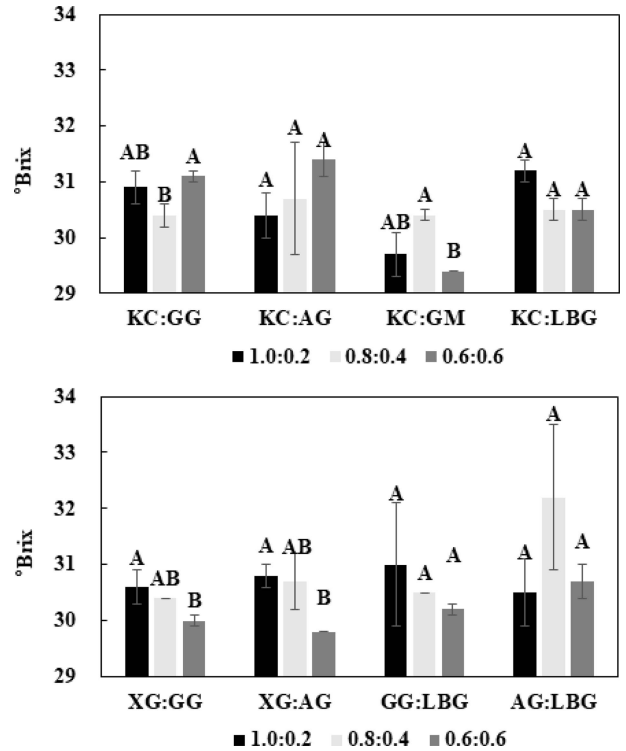 34
33
32
31
30
29
°Brix
AB
B
A
A
A
A
AB
A
B
A
A
A
KC:GG
KC:AG
KC:GM
KC:LBG
1.0:0.2
0.8:0.4
0.6:0.6
34
33
32
31
30
29
°Brix
A
AB
B
A
AB
B
A
A
A
A
A
A
XG:GG
XG:AG
GG:LBG
AG:LBG
1.0:0.2
0.8:0.4
0.6:0.6